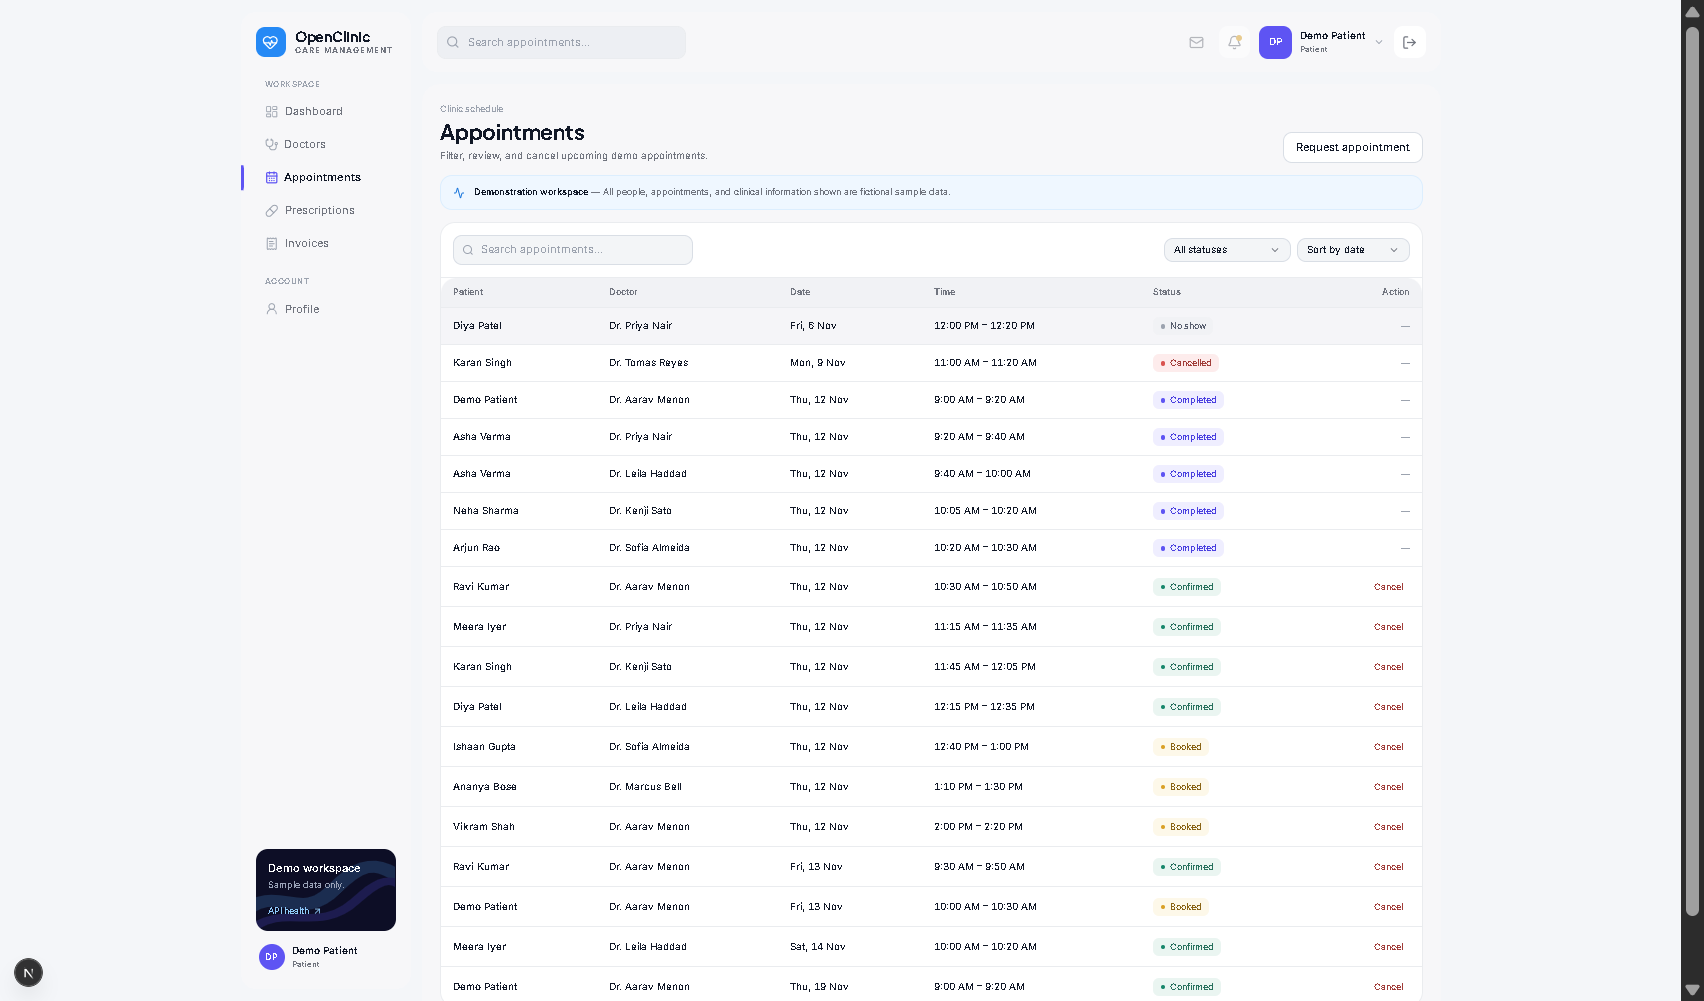 OpenClinic
CARE MANAGEMENT
WORKSPACE
Dashboard
Doctors
Appointments
Prescriptions
Invoices
ACCOUNT
Profile
Demo workspace
Sample data only.
API health
DP Demo Patient
Patient
N
Search appointments...
DP Demo Patient
Patient
Clinic schedule
Appointments
Filter, review, and cancel upcoming demo appointments.
Request appointment
Demonstration workspace — All people, appointments, and clinical information shown are fictional sample data.
Search appointments... All statuses Sort by date
Patient Doctor Date Time Status Action
Diya Patel Dr. Priya Nair Fri, 6 Nov 12:00 PM – 12:20 PM No show —
Karan Singh Dr. Tomas Reyes Mon, 9 Nov 11:00 AM – 11:20 AM Cancelled —
Demo Patient Dr. Aarav Menon Thu, 12 Nov 9:00 AM – 9:20 AM Completed —
Asha Verma Dr. Priya Nair Thu, 12 Nov 9:20 AM – 9:40 AM Completed —
Asha Verma Dr. Leila Haddad Thu, 12 Nov 9:40 AM – 10:00 AM Completed —
Neha Sharma Dr. Kenji Sato Thu, 12 Nov 10:05 AM – 10:20 AM Completed —
Arjun Rao Dr. Sofia Almeida Thu, 12 Nov 10:20 AM – 10:30 AM Completed —
Ravi Kumar Dr. Aarav Menon Thu, 12 Nov 10:30 AM – 10:50 AM Confirmed Cancel
Meera Iyer Dr. Priya Nair Thu, 12 Nov 11:15 AM – 11:35 AM Confirmed Cancel
Karan Singh Dr. Kenji Sato Thu, 12 Nov 11:45 AM – 12:05 PM Confirmed Cancel
Diya Patel Dr. Leila Haddad Thu, 12 Nov 12:15 PM – 12:35 PM Confirmed Cancel
Ishaan Gupta Dr. Sofia Almeida Thu, 12 Nov 12:40 PM – 1:00 PM Booked Cancel
Ananya Bose Dr. Marcus Bell Thu, 12 Nov 1:10 PM – 1:30 PM Booked Cancel
Vikram Shah Dr. Aarav Menon Thu, 12 Nov 2:00 PM – 2:20 PM Booked Cancel
Ravi Kumar Dr. Aarav Menon Fri, 13 Nov 9:30 AM – 9:50 AM Confirmed Cancel
Demo Patient Dr. Aarav Menon Fri, 13 Nov 10:00 AM – 10:30 AM Booked Cancel
Meera Iyer Dr. Leila Haddad Sat, 14 Nov 10:00 AM – 10:20 AM Confirmed Cancel
Demo Patient Dr. Aarav Menon Thu, 19 Nov 9:00 AM – 9:20 AM Confirmed Cancel